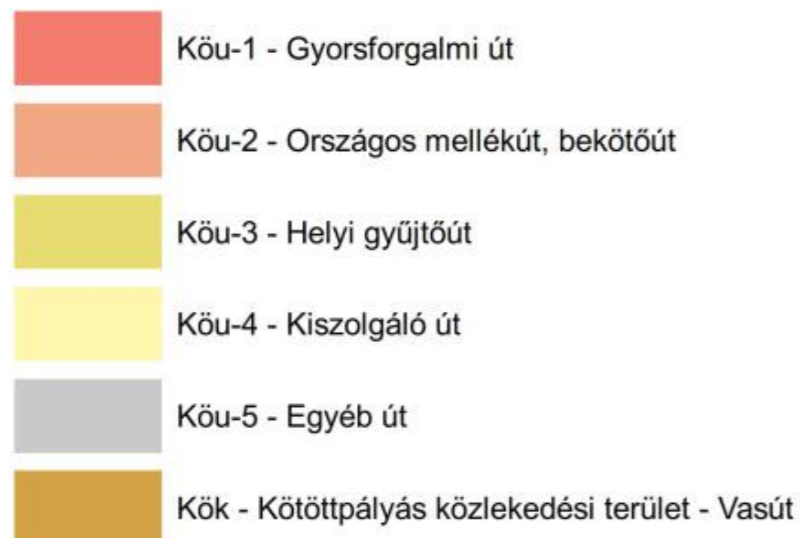 Köu-1 - Gyorsforgalmi út
Köu-2 - Országos mellékút, bekötőút
Köu-3 - Helyi gyűjtőút
Köu-4 - Kiszolgáló út
Köu-5 - Egyéb út
Kök - Kötöttpályás közlekedési terület - Vasút